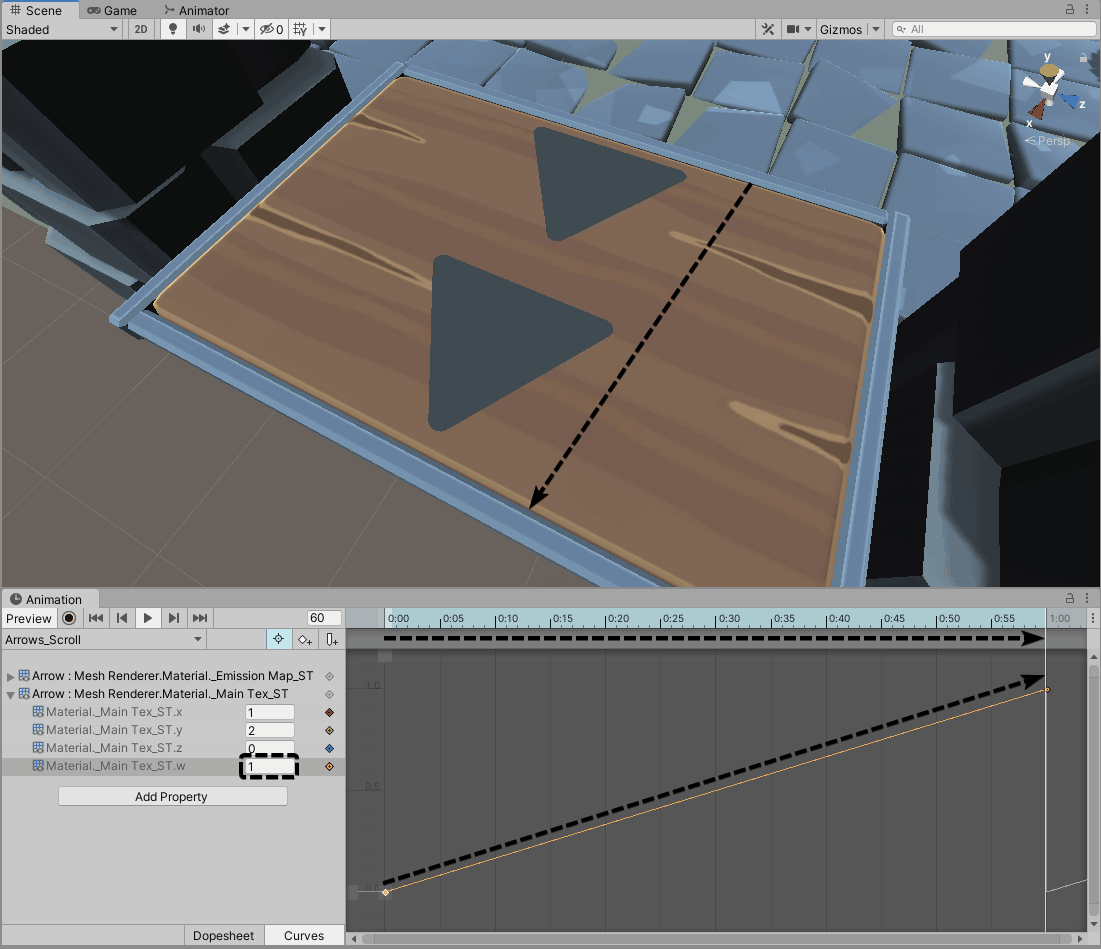 Scene Game Animator
Shaded 2D 0 Gizmos All
y
z
x
Persp
Animation
Preview 60 0:00 0:05 0:10 0:15 0:20 0:25 0:30 0:35 0:40 0:45 0:50 0:55 1:00
Arrows_Scroll
Arrow : Mesh Renderer.Material._Emission Map_ST
Arrow : Mesh Renderer.Material._Main Tex_ST
Material._Main Tex_ST.x 1
Material._Main Tex_ST.y 2
Material._Main Tex_ST.z 0
Material._Main Tex_ST.w 1
Add Property
1.0
0.5
0.0
Dopesheet Curves